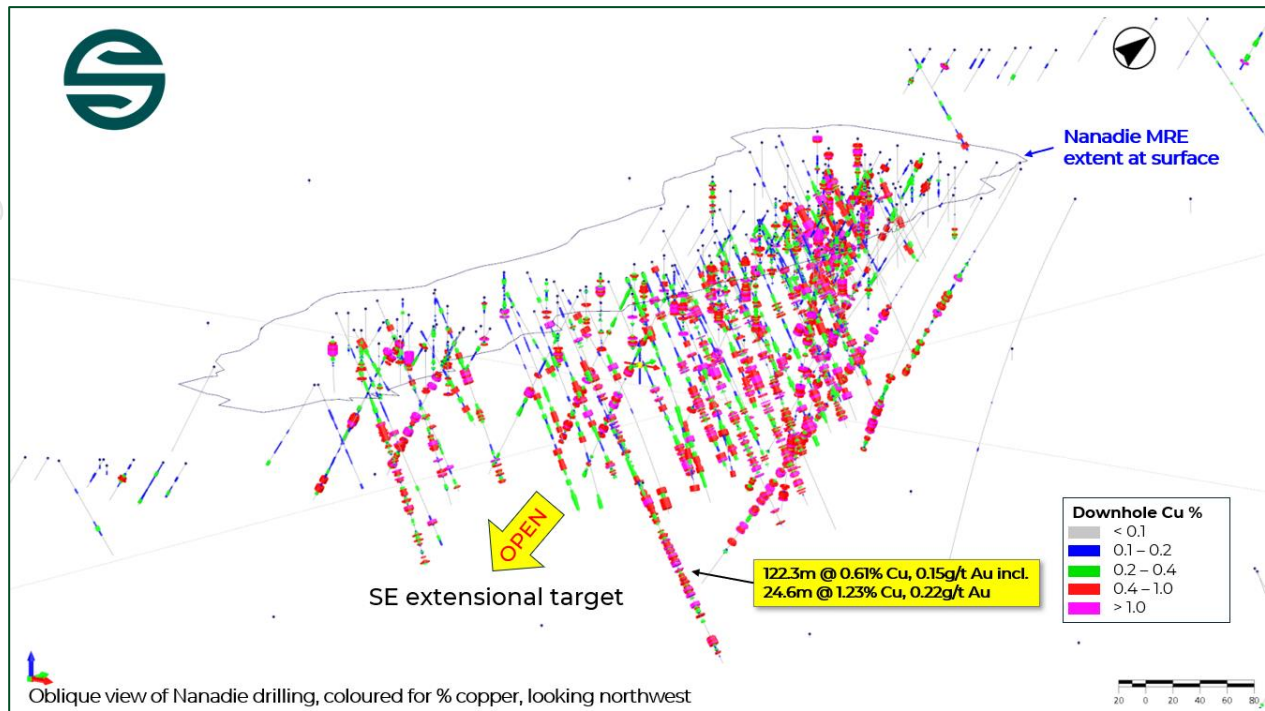 Nanadie MRE
extent at surface
OPEN
SE extensional target
122.3m @ 0.61% Cu, 0.15g/t Au incl.
24.6m @ 1.23% Cu, 0.22g/t Au
Downhole Cu %
< 0.1
0.1 – 0.2
0.2 – 0.4
0.4 – 1.0
> 1.0
Oblique view of Nanadie drilling, coloured for % copper, looking northwest
20 0 20 40 60 80